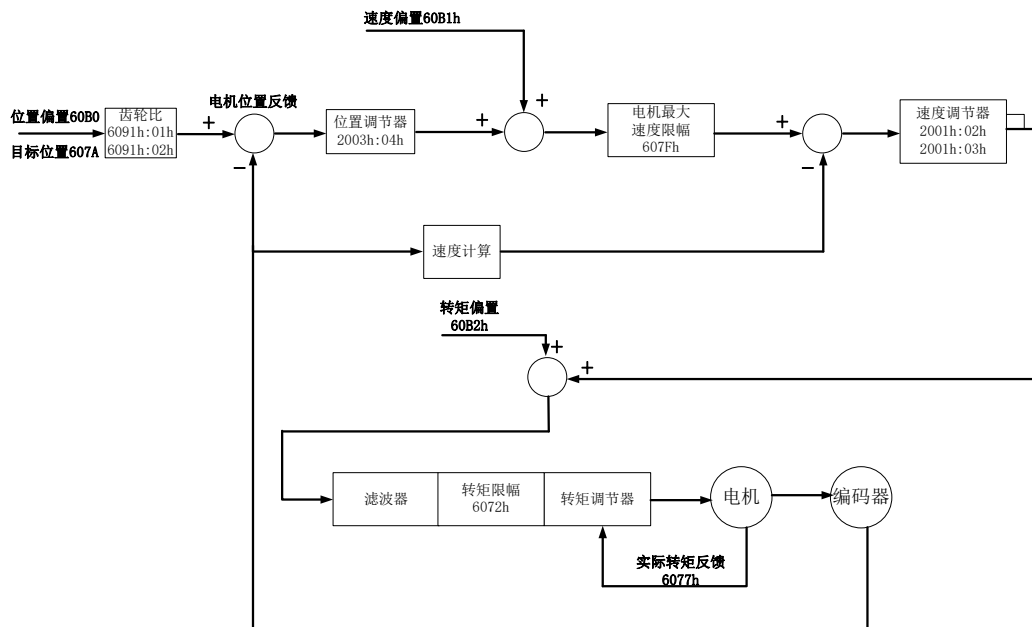 速度偏置60B1h
+
位置偏置60B0
目标位置607A
齿轮比
6091h:01h
6091h:02h
+
电机位置反馈
−
位置调节器
2003h:04h
+
电机最大
速度限幅
607Fh
+
−
速度调节器
2001h:02h
2001h:03h
速度计算
转矩偏置
60B2h
+
+
滤波器
转矩限幅
6072h
转矩调节器
电机
编码器
实际转矩反馈
6077h